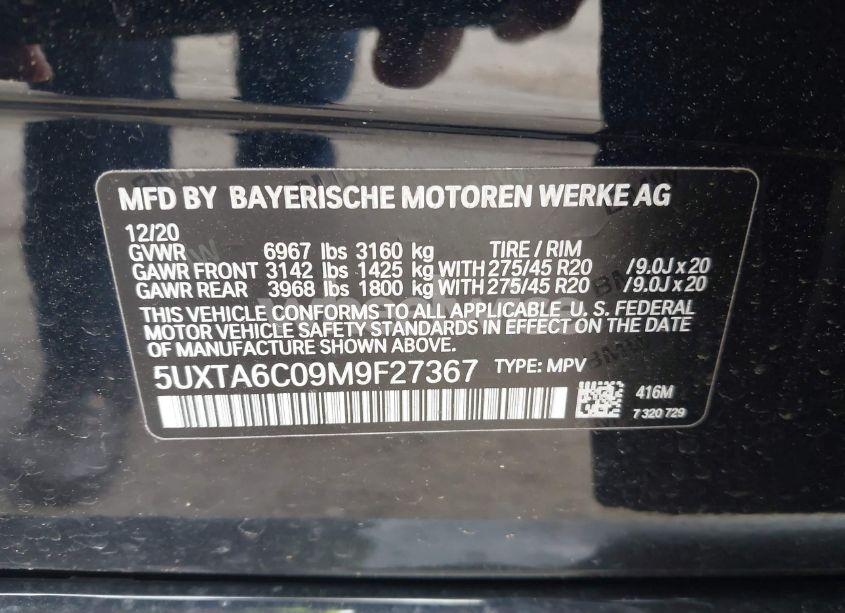 MFD BY BAYERISCHE MOTOREN WERKE AG
12/20
GVWR 6967 lbs 3160 kg TIRE / RIM
GAWR FRONT 3142 lbs 1425 kg WITH 275/45 R20 / 9.0J x 20
GAWR REAR 3968 lbs 1800 kg WITH 275/45 R20 / 9.0J x 20
THIS VEHICLE CONFORMS TO ALL APPLICABLE U. S. FEDERAL
MOTOR VEHICLE SAFETY STANDARDS IN EFFECT ON THE DATE
OF MANUFACTURE SHOWN ABOVE.
5UXTA6C09M9F27367 TYPE: MPV
416M
7 320 729